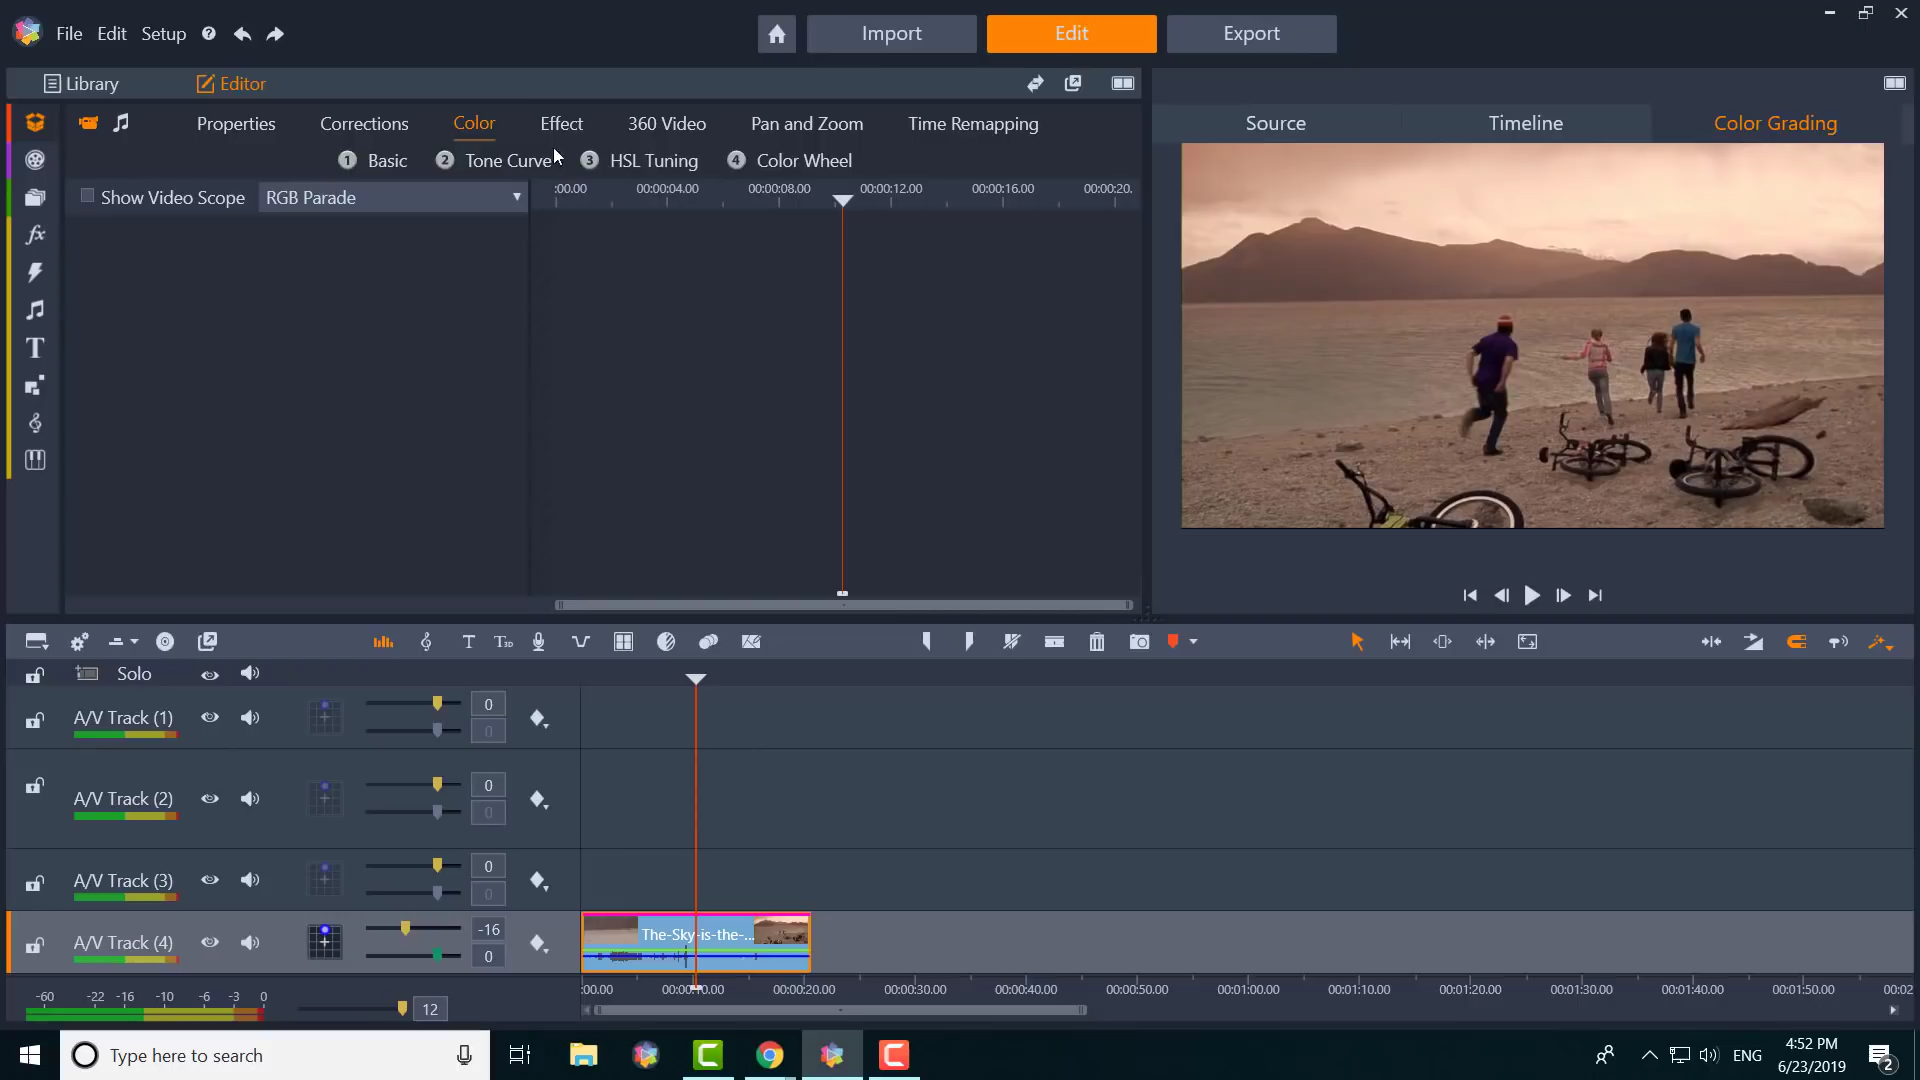 File Edit Setup ?
Import Edit Export
Library Editor
Properties Corrections Color Effect 360 Video Pan and Zoom Time Remapping
Source Timeline Color Grading
1 Basic 2 Tone Curve 3 HSL Tuning 4 Color Wheel
Show Video Scope RGB Parade
:00.00 00:00:04.00 00:00:08.00 00:00:12.00 00:00:16.00 00:00:20.
fx
T
T T3D
Solo
A/V Track (1) 0
0
A/V Track (2) 0
0
A/V Track (3) 0
0
A/V Track (4) -16
0
The-Sky-is-the-...
:00.00 00:00:10.00 00:00:20.00 00:00:30.00 00:00:40.00 00:00:50.00 00:01:00.00 00:01:10.00 00:01:20.00 00:01:30.00 00:01:40.00 00:01:50.00 00:02
-60 -22 -16 -10 -6 -3 0
12
Type here to search
ENG
4:52 PM
6/23/2019
2